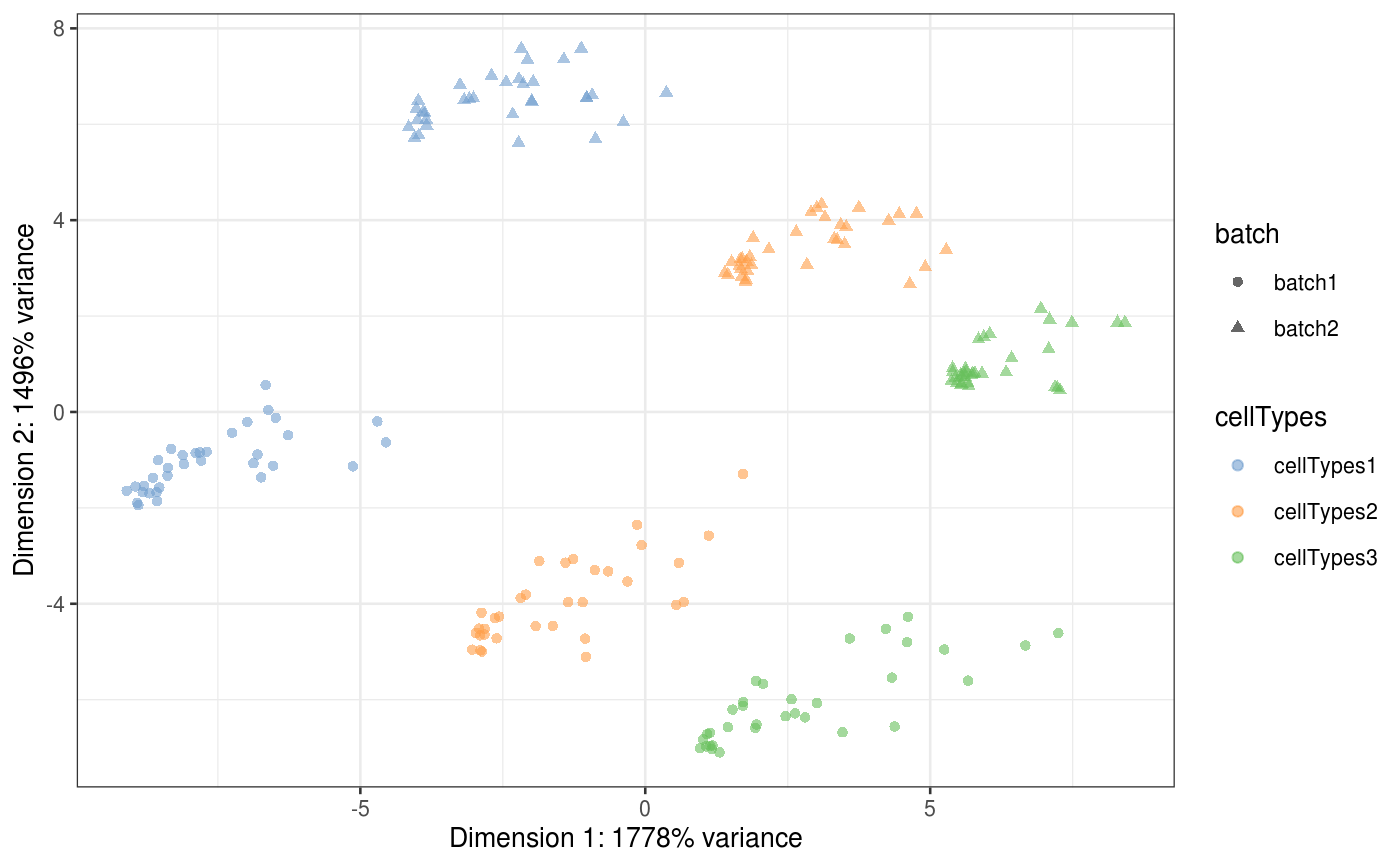 8
4
0
-4
-5
0
5
Dimension 2: 1496% variance
Dimension 1: 1778% variance
batch
batch1
batch2
cellTypes
cellTypes1
cellTypes2
cellTypes3